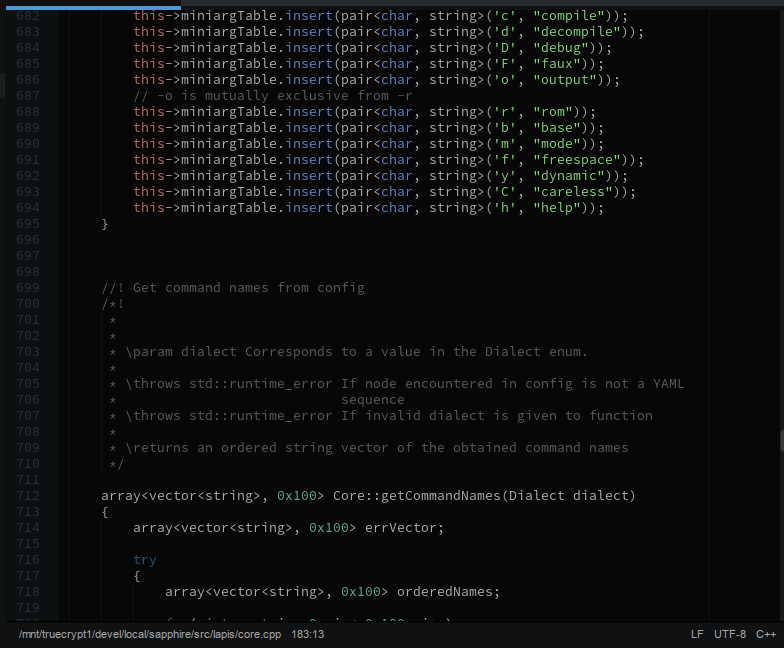 682 this->miniargTable.insert(pair<char, string>('c', "compile"));
683 this->miniargTable.insert(pair<char, string>('d', "decompile"));
684 this->miniargTable.insert(pair<char, string>('D', "debug"));
685 this->miniargTable.insert(pair<char, string>('F', "faux"));
686 this->miniargTable.insert(pair<char, string>('o', "output"));
687 // -o is mutually exclusive from -r
688 this->miniargTable.insert(pair<char, string>('r', "rom"));
689 this->miniargTable.insert(pair<char, string>('b', "base"));
690 this->miniargTable.insert(pair<char, string>('m', "mode"));
691 this->miniargTable.insert(pair<char, string>('f', "freespace"));
692 this->miniargTable.insert(pair<char, string>('y', "dynamic"));
693 this->miniargTable.insert(pair<char, string>('C', "careless"));
694 this->miniargTable.insert(pair<char, string>('h', "help"));
695 }
696
697
698
699 //! Get command names from config
700 /*!
701 *
702 *
703 * \param dialect Corresponds to a value in the Dialect enum.
704 *
705 * \throws std::runtime_error If node encountered in config is not a YAML
706 * sequence
707 * \throws std::runtime_error If invalid dialect is given to function
708 *
709 * \returns an ordered string vector of the obtained command names
710 */
711
712 array<vector<string>, 0x100> Core::getCommandNames(Dialect dialect)
713 {
714 array<vector<string>, 0x100> errVector;
715
716 try
717 {
718 array<vector<string>, 0x100> orderedNames;
719
/mnt/truecrypt1/devel/local/sapphire/src/lapis/core.cpp 183:13 LF UTF-8 C++